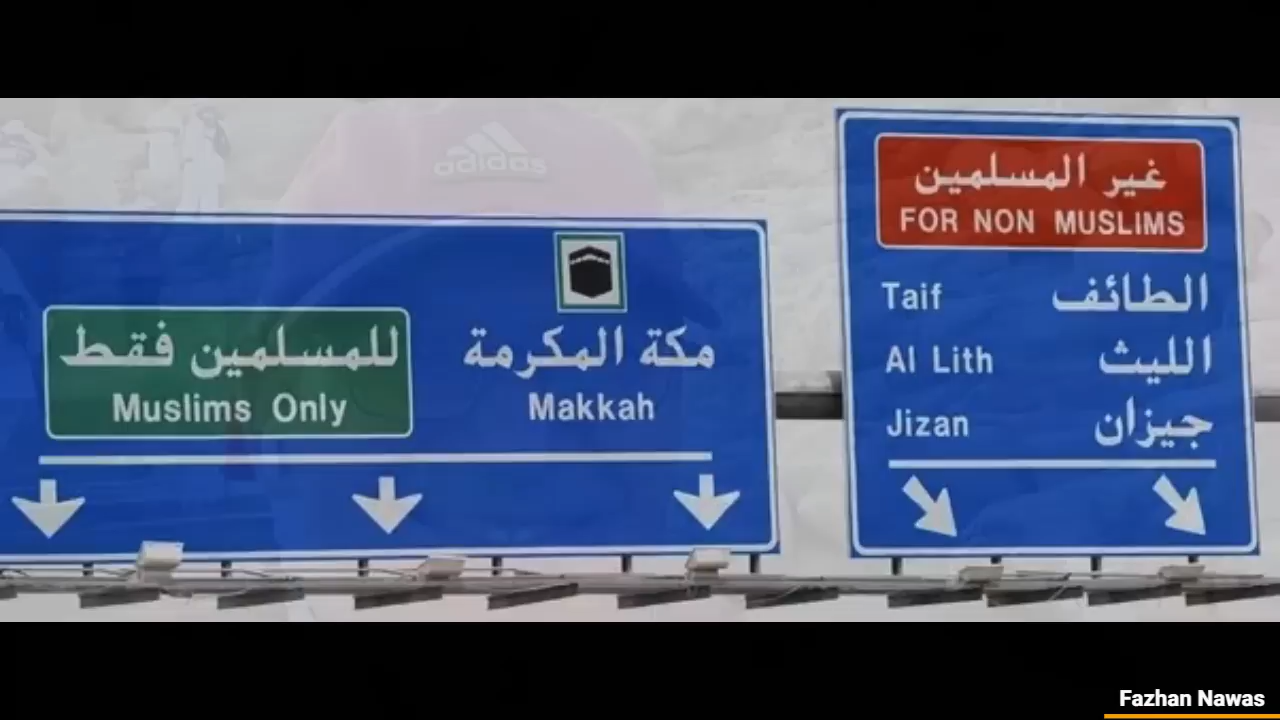 adidas
للمسلمين فقط
Muslims Only
مكة المكرمة
Makkah
غير المسلمين
FOR NON MUSLIMS
Taif الطائف
Al Lith الليث
Jizan جيزان
Fazhan Nawas